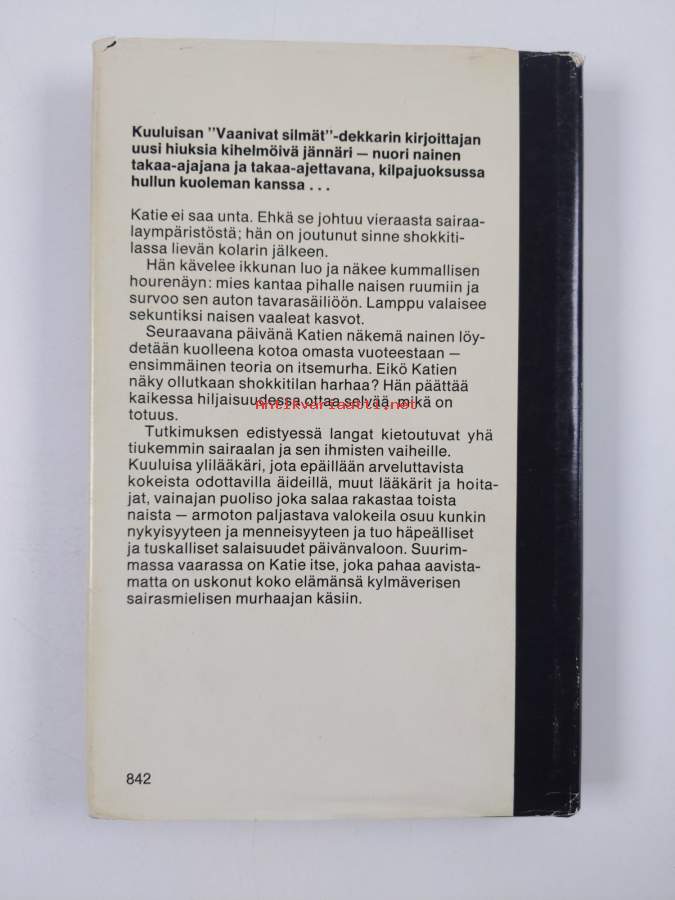 Kuuluisan "Vaanivat silmät"-dekkarin kirjoittajan
uusi hiuksia kihelmöivä jännäri – nuori nainen
takaa-ajajana ja takaa-ajettavana, kilpajuoksussa
hullun kuoleman kanssa . . .
Katie ei saa unta. Ehkä se johtuu vieraasta sairaa-
laympäristöstä; hän on joutunut sinne shokkiti-
lassa lievän kolarin jälkeen.
Hän kävelee ikkunan luo ja näkee kummallisen
hourenäyn: mies kantaa pihalle naisen ruumiin ja
survoo sen auton tavarasäiliöön. Lamppu valaisee
sekuntiksi naisen vaaleat kasvot.
Seuraavana päivänä Katien näkemä nainen löy-
detään kuolleena kotoa omasta vuoteestaan –
ensimmäinen teoria on itsemurha. Eikö Katien
näky ollutkaan shokkitilan harhaa? Hän päättää
kaikessa hiljaisuudessa ottaa selvää, mikä on
Antikvariaatti.net
totuus.
Tutkimuksen edistyessä langat kietoutuvat yhä
tiukemmin sairaalan ja sen ihmisten vaiheille.
Kuuluisa ylilääkäri, jota epäillään arveluttavista
kokeista odottavilla äideillä, muut lääkärit ja hoita-
jat, vainajan puoliso joka salaa rakastaa toista
naista – armoton paljastava valokeila osuu kunkin
nykyisyyteen ja menneisyyteen ja tuo häpeälliset
ja tuskalliset salaisuudet päivänvaloon. Suurim-
massa vaarassa on Katie itse, joka pahaa aavista-
matta on uskonut koko elämänsä kylmäverisen
sairasmielisen murhaajan käsiin.
842